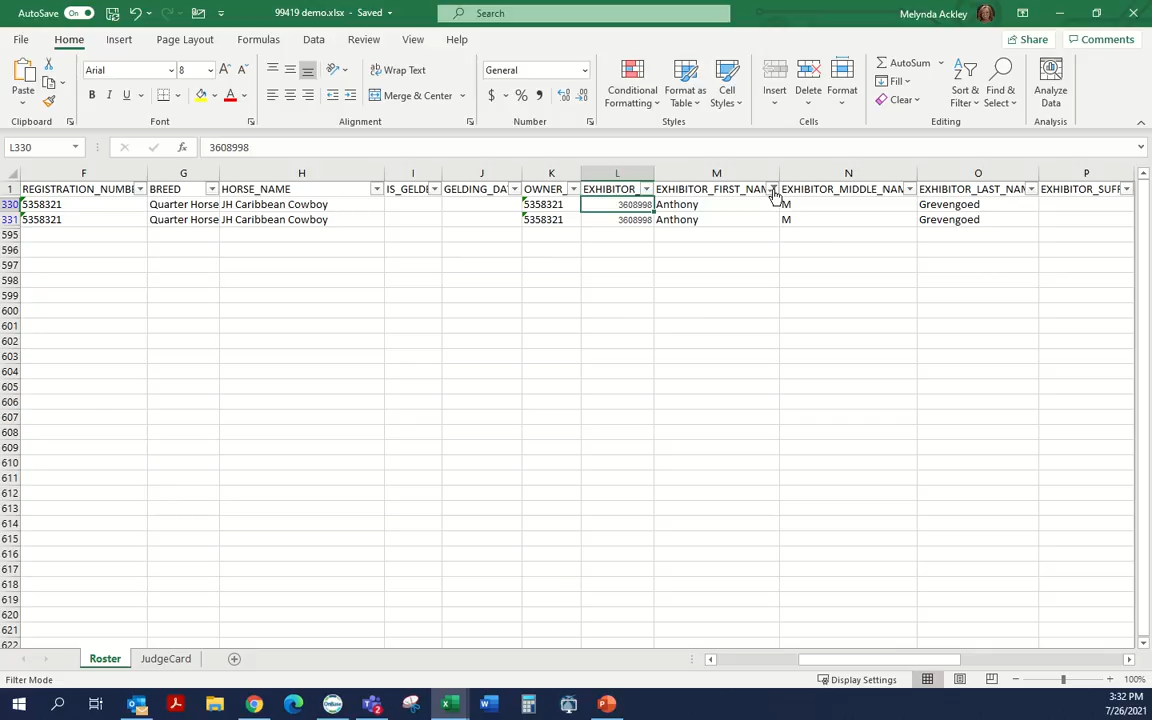 AutoSave On 99419 demo.xlsx - Saved Search Melynda Ackley
File Home Insert Page Layout Formulas Data Review View Help Share Comments
Paste Arial 8 Wrap Text General Conditional Formatting Format as Table Cell Styles Insert Delete Format AutoSum Fill Clear Sort & Filter Find & Select Analyze Data
B I U Merge & Center $ % 9
Clipboard Font Alignment Number Styles Cells Editing Analysis
L330 fx 3608998
F G H I J K L M N O P
1 REGISTRATION_NUMBE BREED HORSE_NAME IS_GELDE GELDING_DA OWNER_ EXHIBITOR_ EXHIBITOR_FIRST_NAM EXHIBITOR_MIDDLE_NAM EXHIBITOR_LAST_NA EXHIBITOR_SUFF
330 5358321 Quarter Horse JH Caribbean Cowboy 5358321 3608998 Anthony M Grevengoed
331 5358321 Quarter Horse JH Caribbean Cowboy 5358321 3608998 Anthony M Grevengoed
595
596
597
598
599
600
601
602
603
604
605
606
607
608
609
610
611
612
613
614
615
616
617
618
619
620
621
622
Roster JudgeCard
Filter Mode Display Settings 100%
3:32 PM
7/26/2021